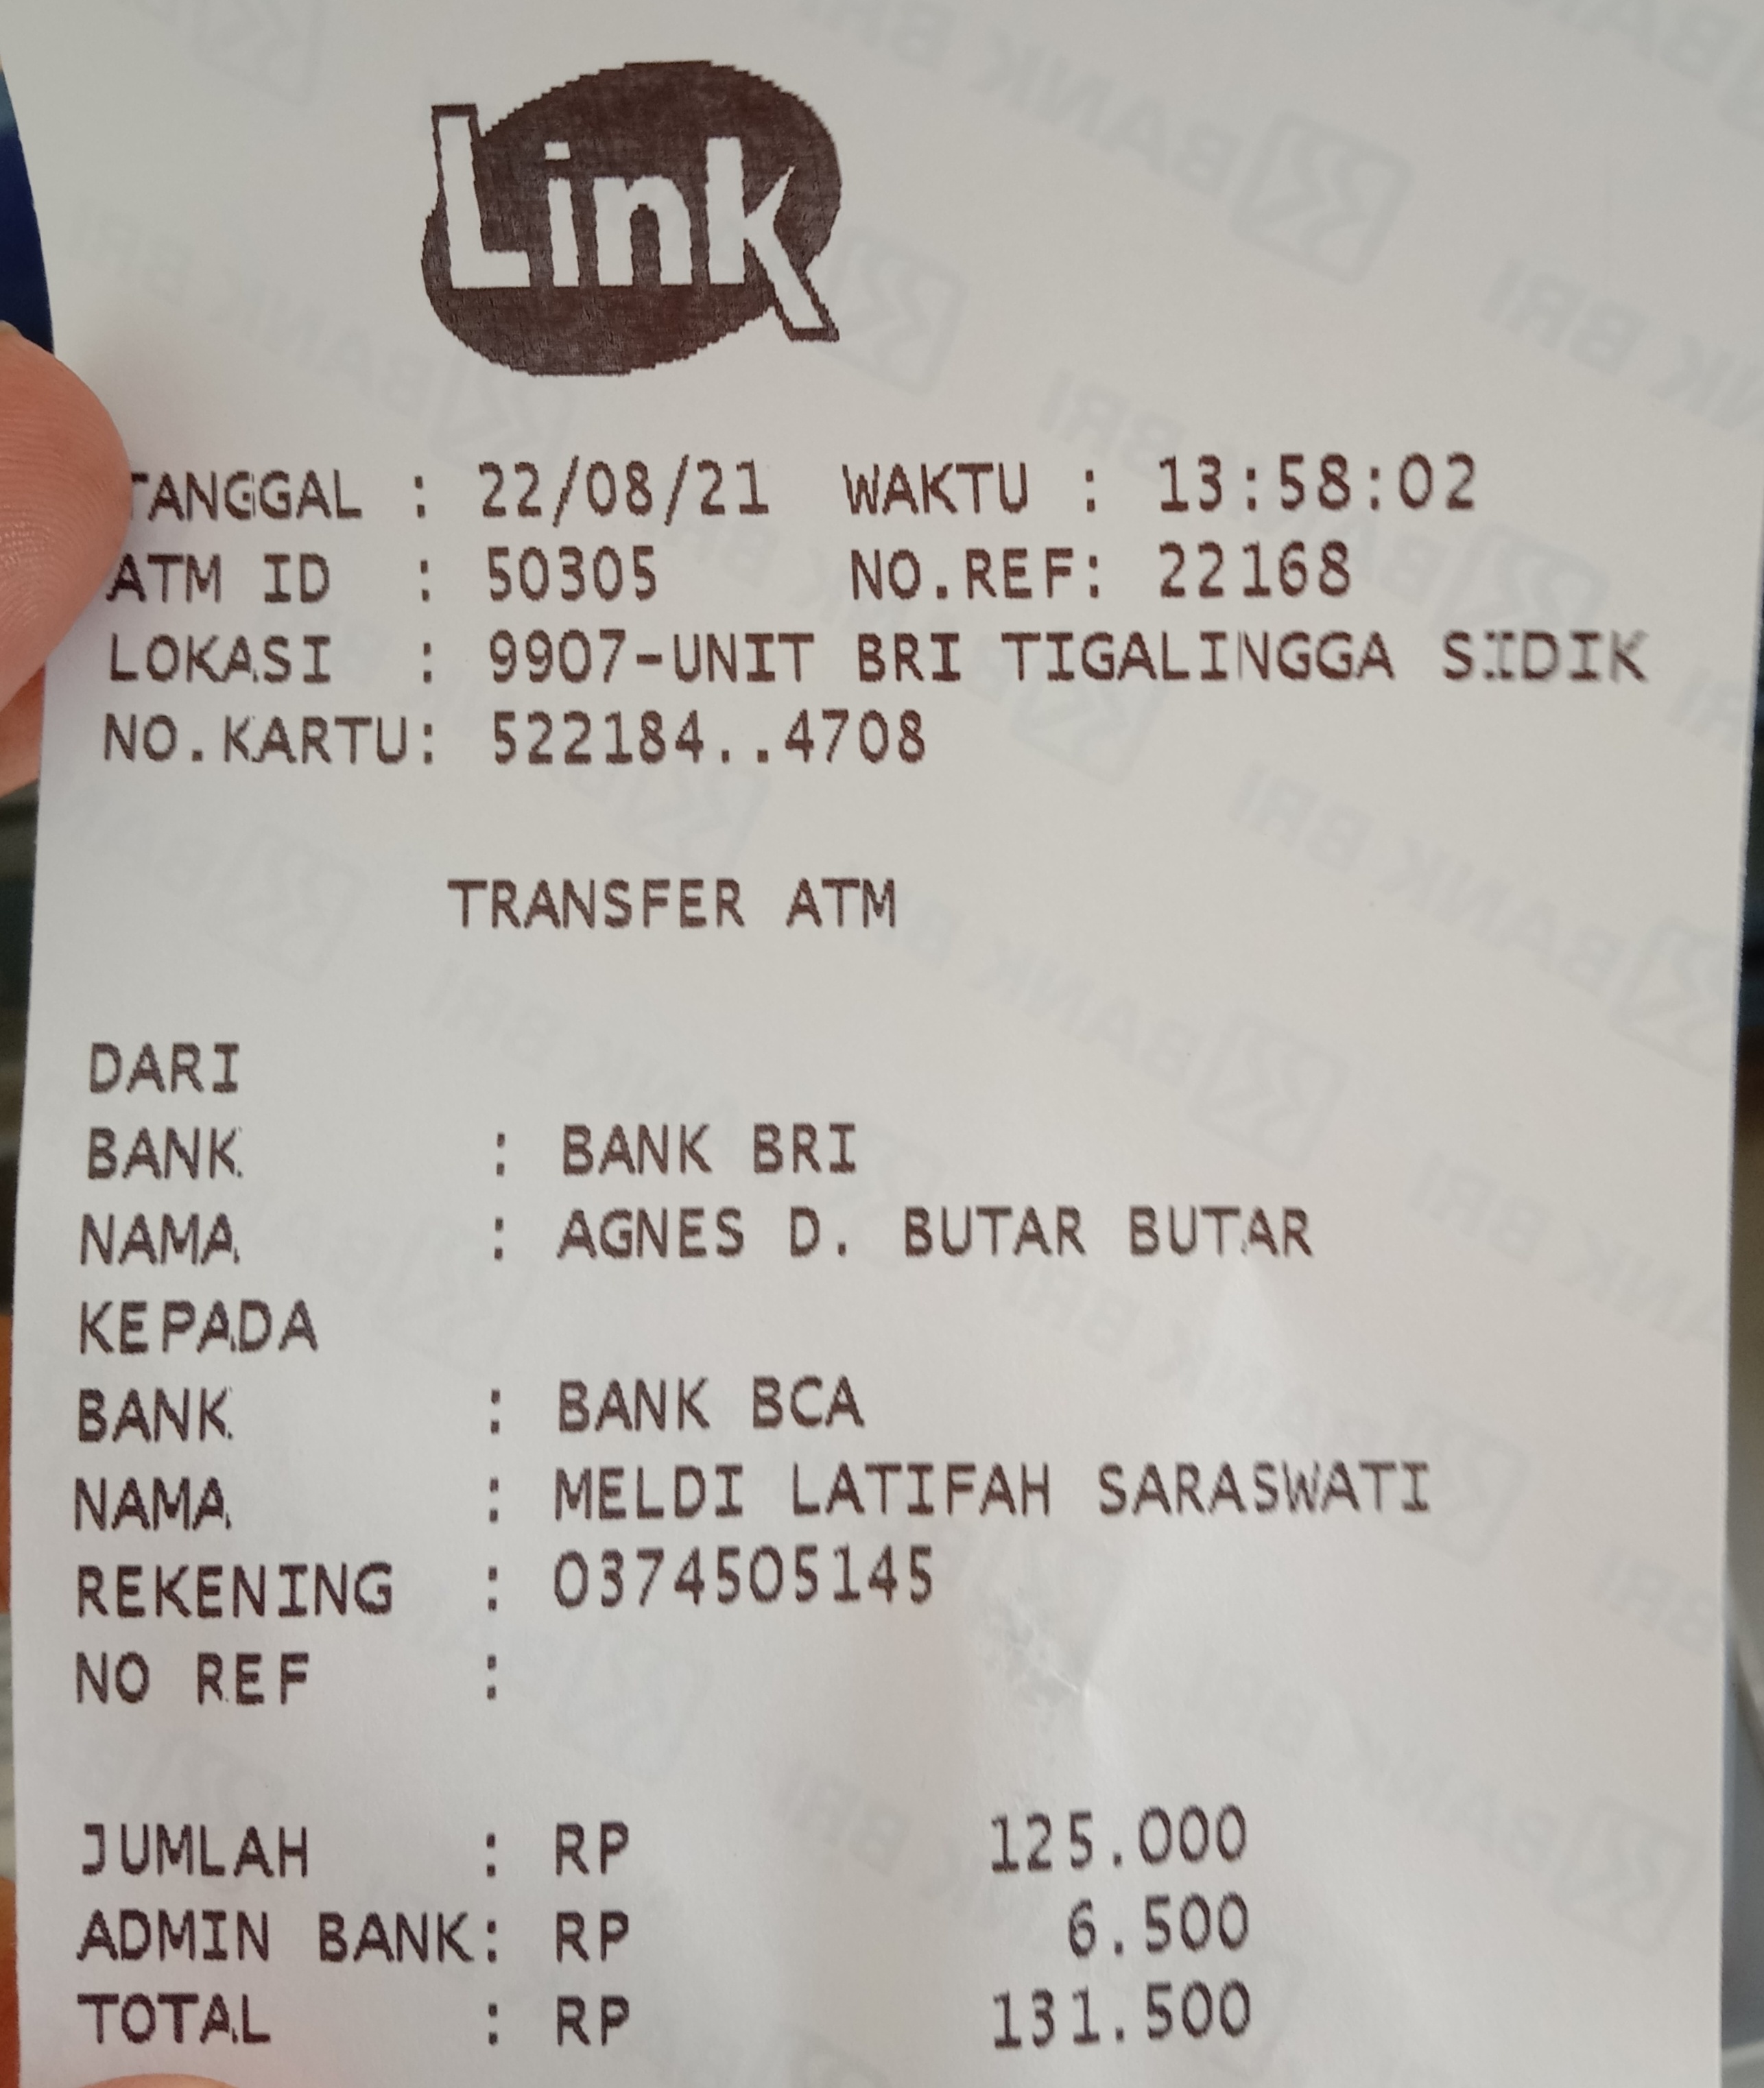 Link
TANGGAL : 22/08/21 WAKTU : 13:58:02
ATM ID : 50305 NO.REF: 22168
LOKASI : 9907-UNIT BRI TIGALINGGA SIDIK
NO.KARTU: 522184..4708
TRANSFER ATM
DARI
BANK : BANK BRI
NAMA : AGNES D. BUTAR BUTAR
KEPADA
BANK : BANK BCA
NAMA : MELDI LATIFAH SARASWATI
REKENING : 0374505145
NO REF :
JUMLAH : RP 125.000
ADMIN BANK: RP 6.500
TOTAL : RP 131.500